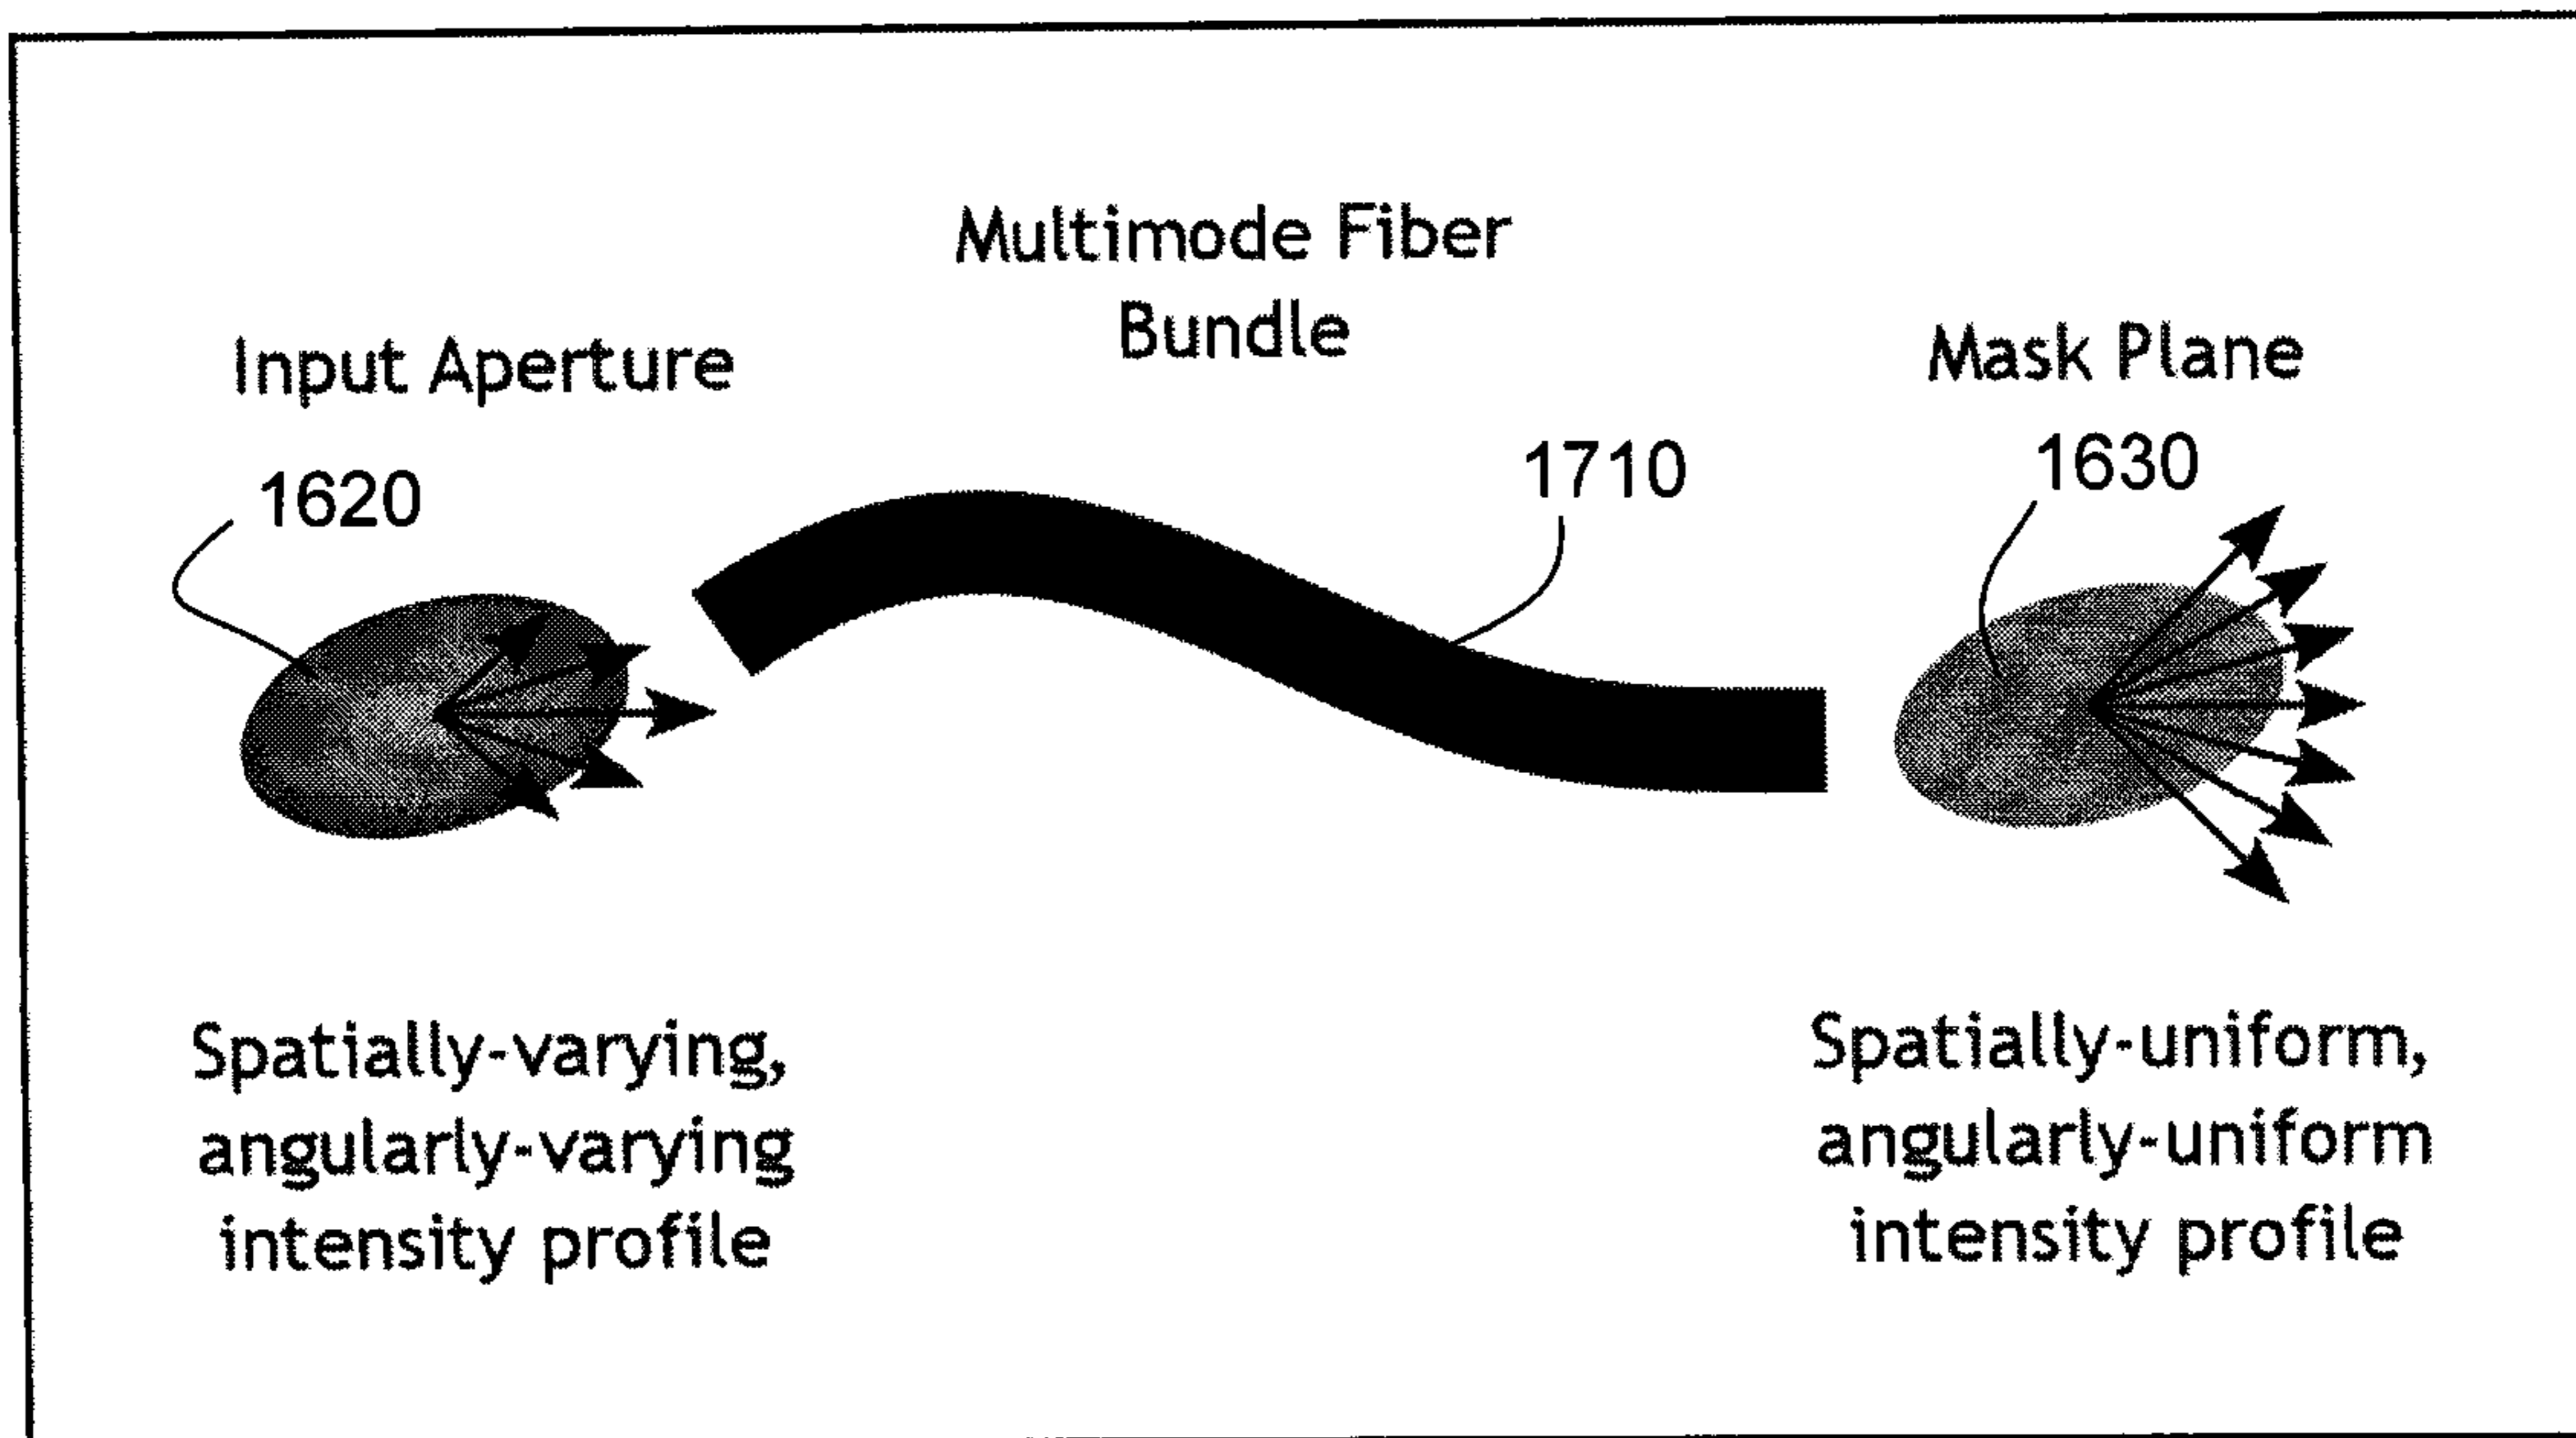 Multimode Fiber
Bundle
Input Aperture
Mask Plane
1620
1710
1630
Spatially-varying,
angularly-varying
intensity profile
Spatially-uniform,
angularly-uniform
intensity profile